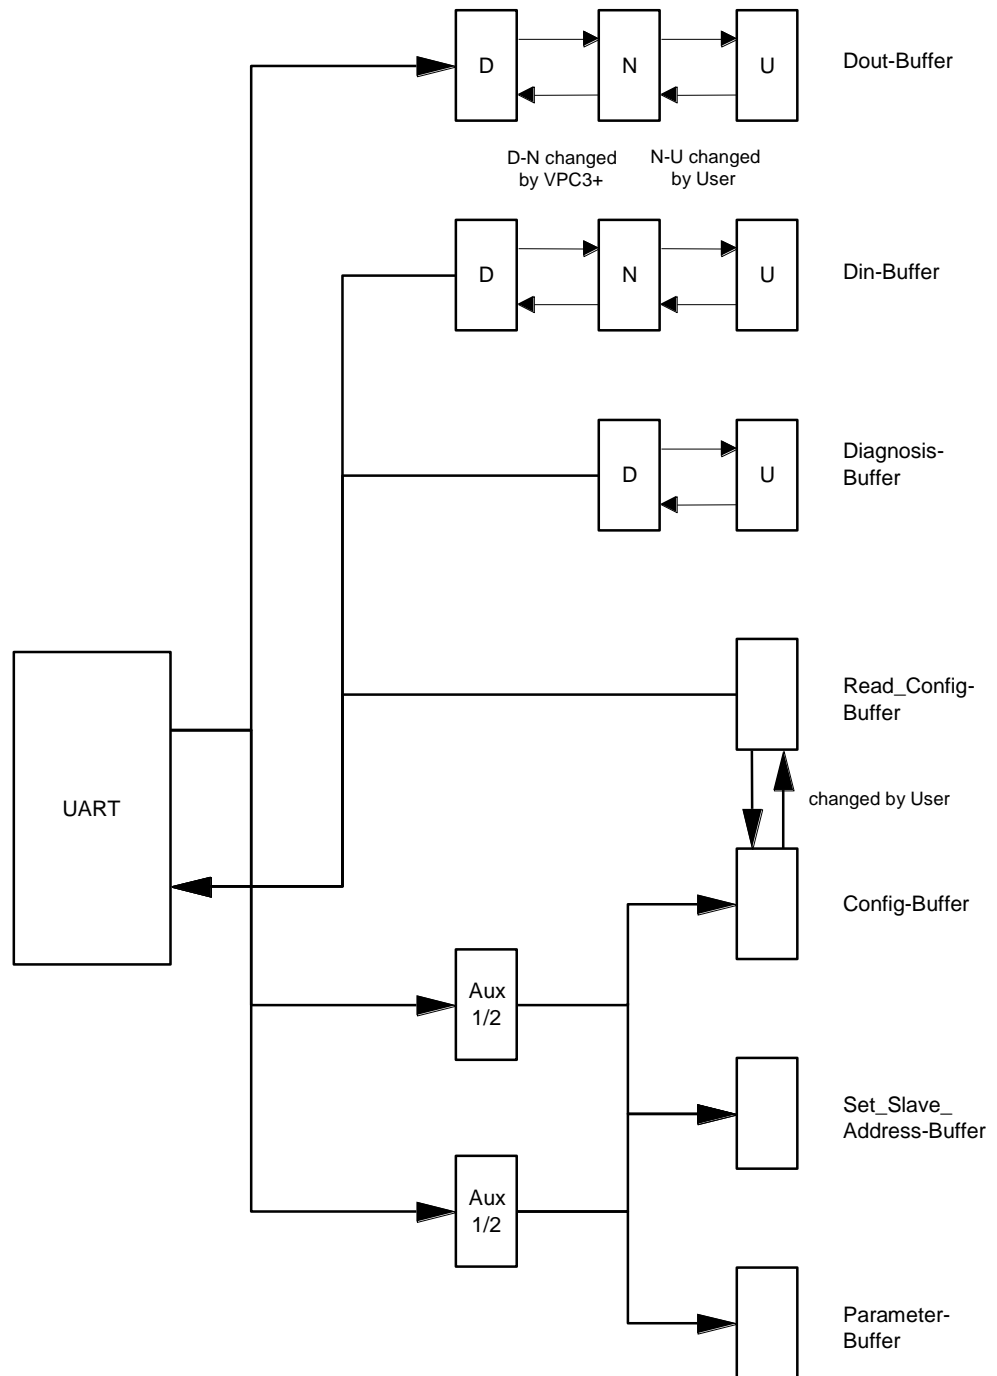 D
N
U
Dout-Buffer
D-N changed
by VPC3+
N-U changed
by User
D
N
U
Din-Buffer
D
U
Diagnosis-
Buffer
Read_Config-
Buffer
changed by User
UART
Config-Buffer
Aux
1/2
Set_Slave_
Address-Buffer
Aux
1/2
Parameter-
Buffer